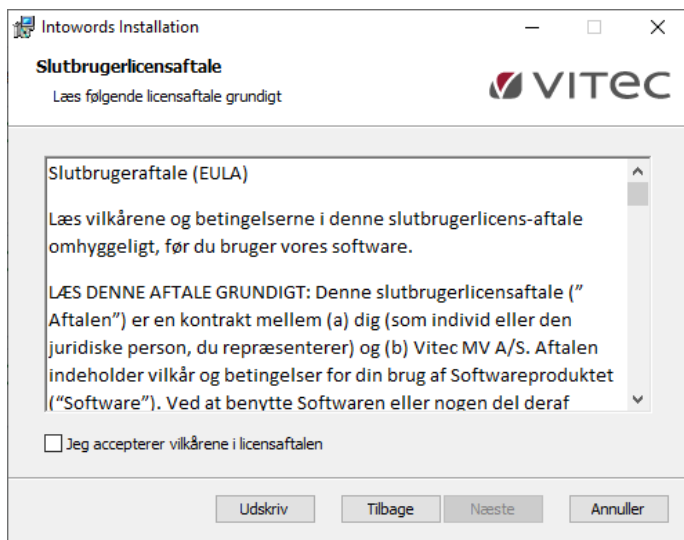 Intowords Installation
Slutbrugerlicensaftale
Læs følgende licensaftale grundigt
VITEC
Slutbrugeraftale (EULA)
Læs vilkårene og betingelserne i denne slutbrugerlicens-aftale
omhyggeligt, før du bruger vores software.
LÆS DENNE AFTALE GRUNDIGT: Denne slutbrugerlicensaftale (”
Aftalen”) er en kontrakt mellem (a) dig (som individ eller den
juridiske person, du repræsenterer) og (b) Vitec MV A/S. Aftalen
indeholder vilkår og betingelser for din brug af Softwareproduktet
(“Software”). Ved at benytte Softwaren eller nogen del deraf
Jeg accepterer vilkårene i licensaftalen
Udskriv Tilbage Næste Annuller